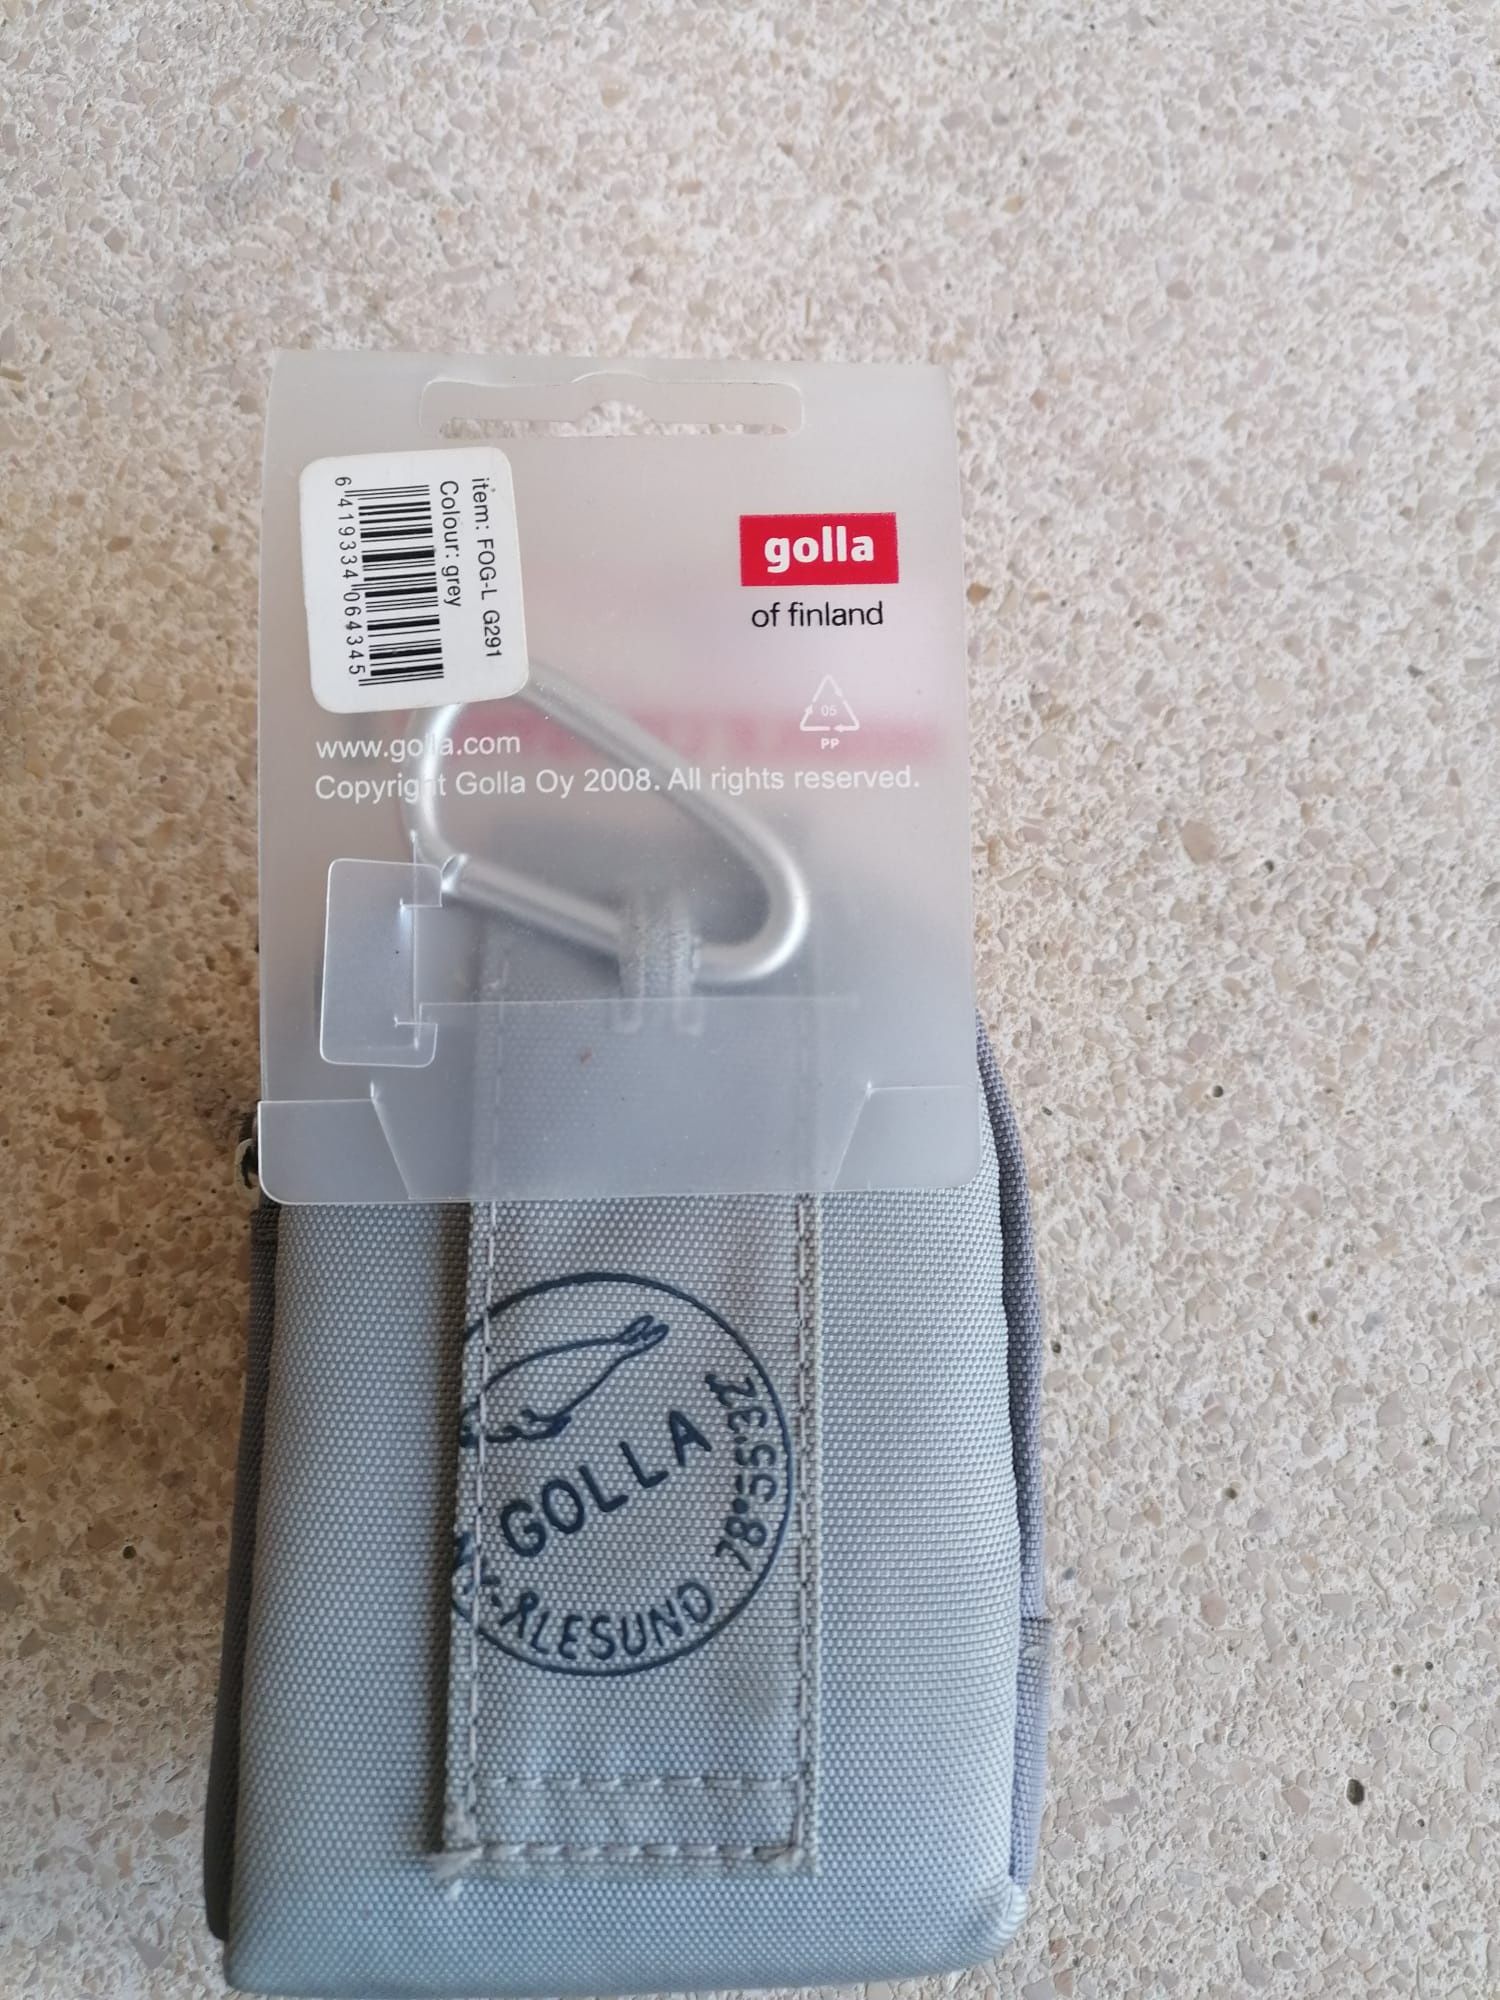 item: FOG-L G291
Colour: grey
6 419334 064345
golla
of finland
05
PP
www.golla.com
Copyright Golla Oy 2008. All rights reserved.
GOLLA
78°55'32